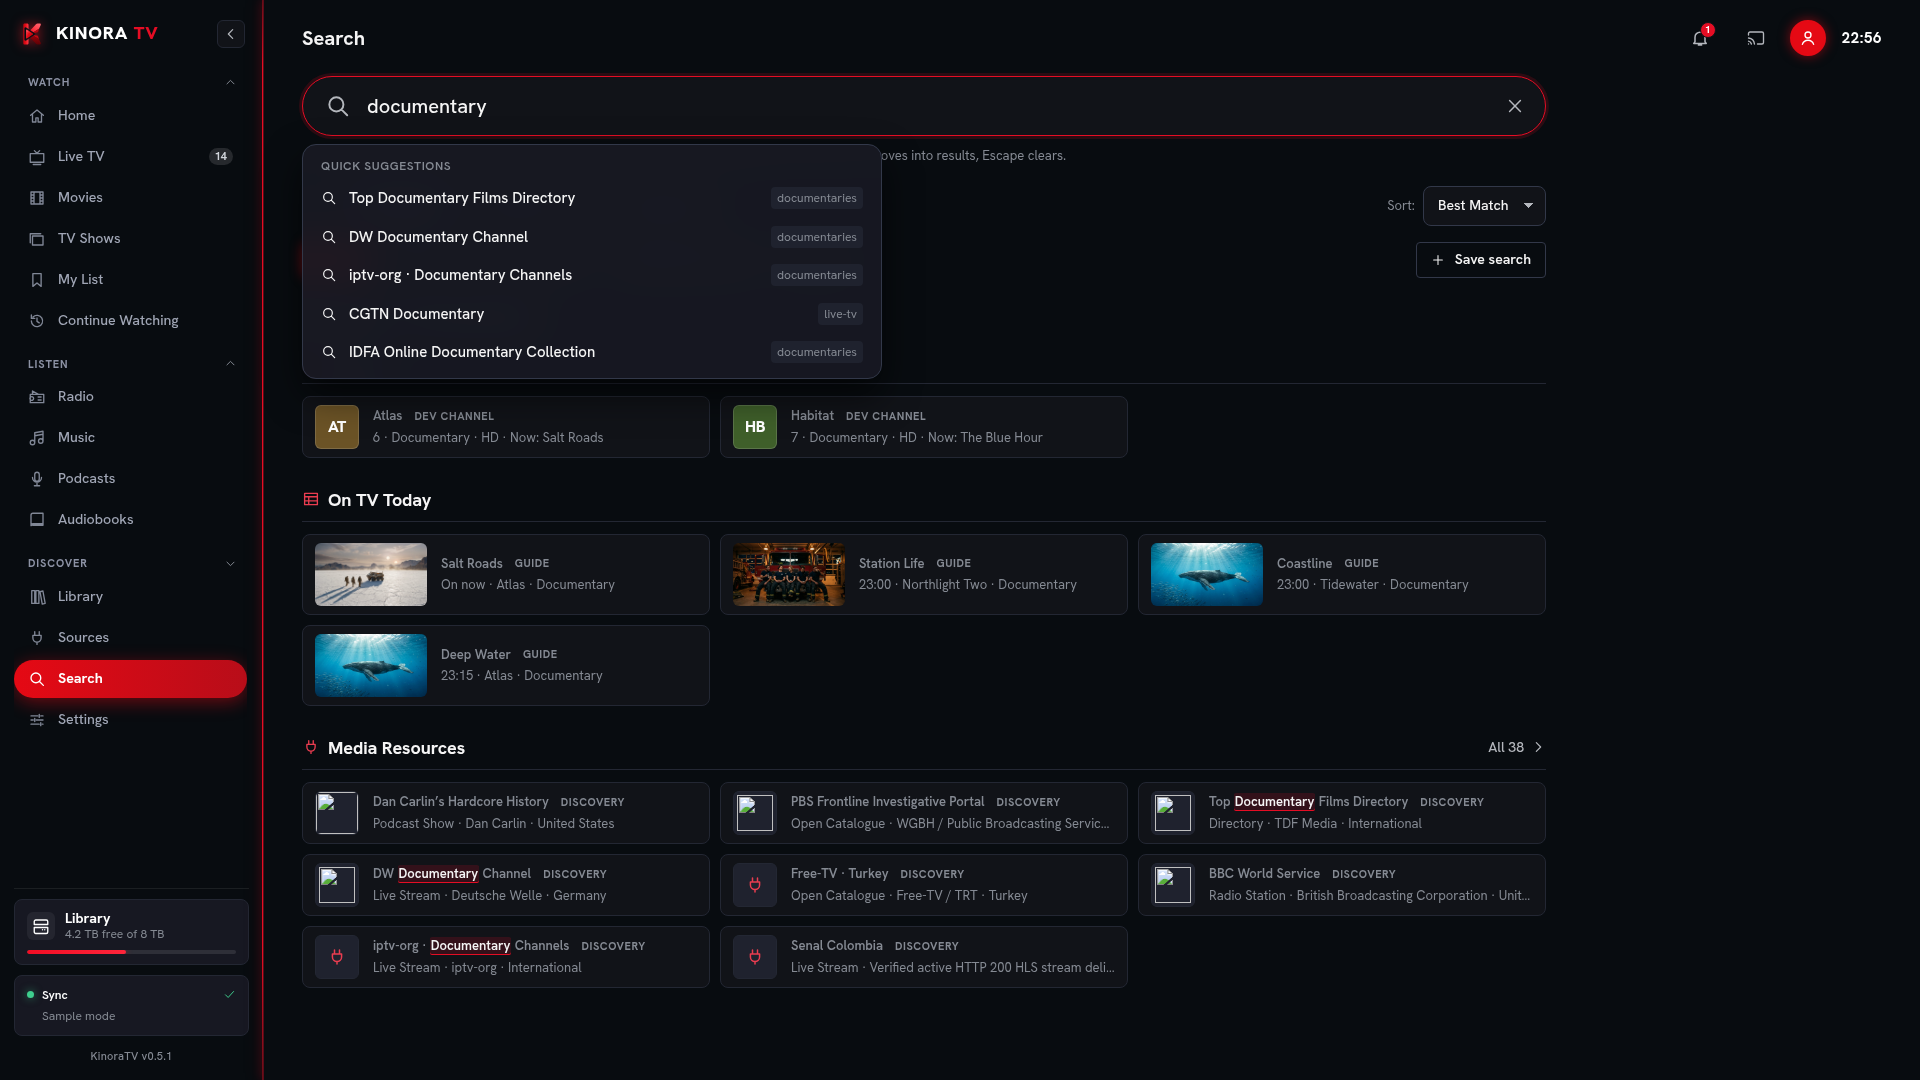 KINORA TV
WATCH
Home
Live TV 14
Movies
TV Shows
My List
Continue Watching
LISTEN
Radio
Music
Podcasts
Audiobooks
DISCOVER
Library
Sources
Search
Settings
Library
4.2 TB free of 8 TB
Sync
Sample mode
KinoraTV v0.5.1
Search
1
22:56
documentary
oves into results, Escape clears.
QUICK SUGGESTIONS
Top Documentary Films Directory documentaries
DW Documentary Channel documentaries
iptv-org · Documentary Channels documentaries
CGTN Documentary live-tv
IDFA Online Documentary Collection documentaries
Sort: Best Match
Save search
AT
Atlas DEV CHANNEL
6 · Documentary · HD · Now: Salt Roads
HB
Habitat DEV CHANNEL
7 · Documentary · HD · Now: The Blue Hour
On TV Today
Salt Roads GUIDE
On now · Atlas · Documentary
Station Life GUIDE
23:00 · Northlight Two · Documentary
Coastline GUIDE
23:00 · Tidewater · Documentary
Deep Water GUIDE
23:15 · Atlas · Documentary
Media Resources
All 38
Dan Carlin’s Hardcore History DISCOVERY
Podcast Show · Dan Carlin · United States
PBS Frontline Investigative Portal DISCOVERY
Open Catalogue · WGBH / Public Broadcasting Servic...
Top Documentary Films Directory DISCOVERY
Directory · TDF Media · International
DW Documentary Channel DISCOVERY
Live Stream · Deutsche Welle · Germany
Free-TV · Turkey DISCOVERY
Open Catalogue · Free-TV / TRT · Turkey
BBC World Service DISCOVERY
Radio Station · British Broadcasting Corporation · Unit...
iptv-org · Documentary Channels DISCOVERY
Live Stream · iptv-org · International
Senal Colombia DISCOVERY
Live Stream · Verified active HTTP 200 HLS stream deli...